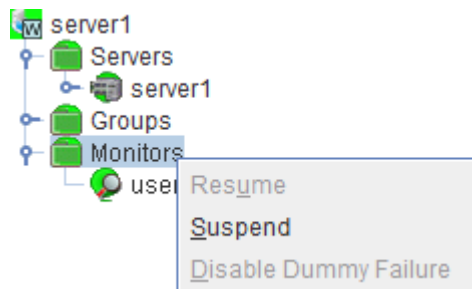 server1
Servers
server1
Groups
Monitors
user
Resume
Suspend
Disable Dummy Failure